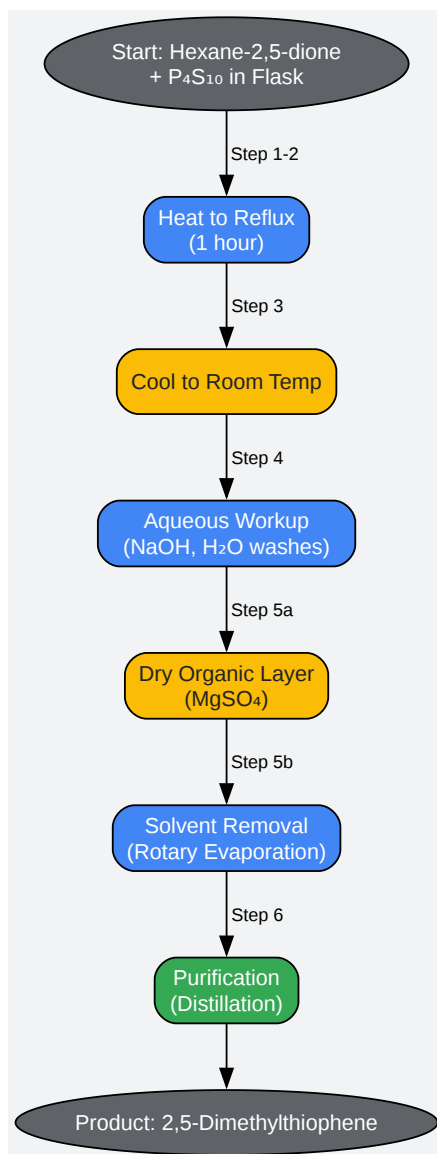 Start: Hexane-2,5-dione
+ P₄S₁₀ in Flask
Step 1-2
Heat to Reflux
(1 hour)
Step 3
Cool to Room Temp
Step 4
Aqueous Workup
(NaOH, H₂O washes)
Step 5a
Dry Organic Layer
(MgSO₄)
Step 5b
Solvent Removal
(Rotary Evaporation)
Step 6
Purification
(Distillation)
Product: 2,5-Dimethylthiophene